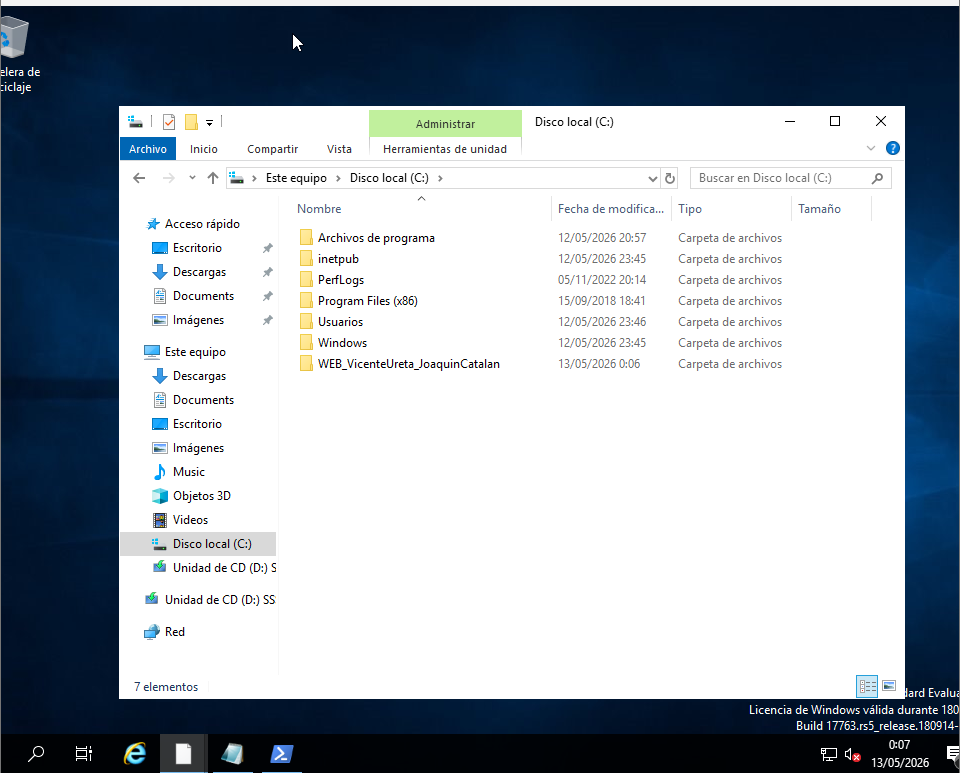 elera de
ciclaje
Administrar
Disco local (C:)
Archivo
Inicio
Compartir
Vista
Herramientas de unidad
Este equipo
Disco local (C:)
Buscar en Disco local (C:)
Nombre
Fecha de modifica...
Tipo
Tamaño
Acceso rápido
Escritorio
Descargas
Documents
Imágenes
Este equipo
Descargas
Documents
Escritorio
Imágenes
Music
Objetos 3D
Videos
Disco local (C:)
Unidad de CD (D:) S
Unidad de CD (D:) SS
Red
Archivos de programa 12/05/2026 20:57 Carpeta de archivos
inetpub 12/05/2026 23:45 Carpeta de archivos
PerfLogs 05/11/2022 20:14 Carpeta de archivos
Program Files (x86) 15/09/2018 18:41 Carpeta de archivos
Usuarios 12/05/2026 23:46 Carpeta de archivos
Windows 12/05/2026 23:45 Carpeta de archivos
WEB_VicenteUreta_JoaquinCatalan 13/05/2026 0:06 Carpeta de archivos
7 elementos
dard Evalua
Licencia de Windows válida durante 180
Build 17763.rs5_release.180914-
0:07
13/05/2026